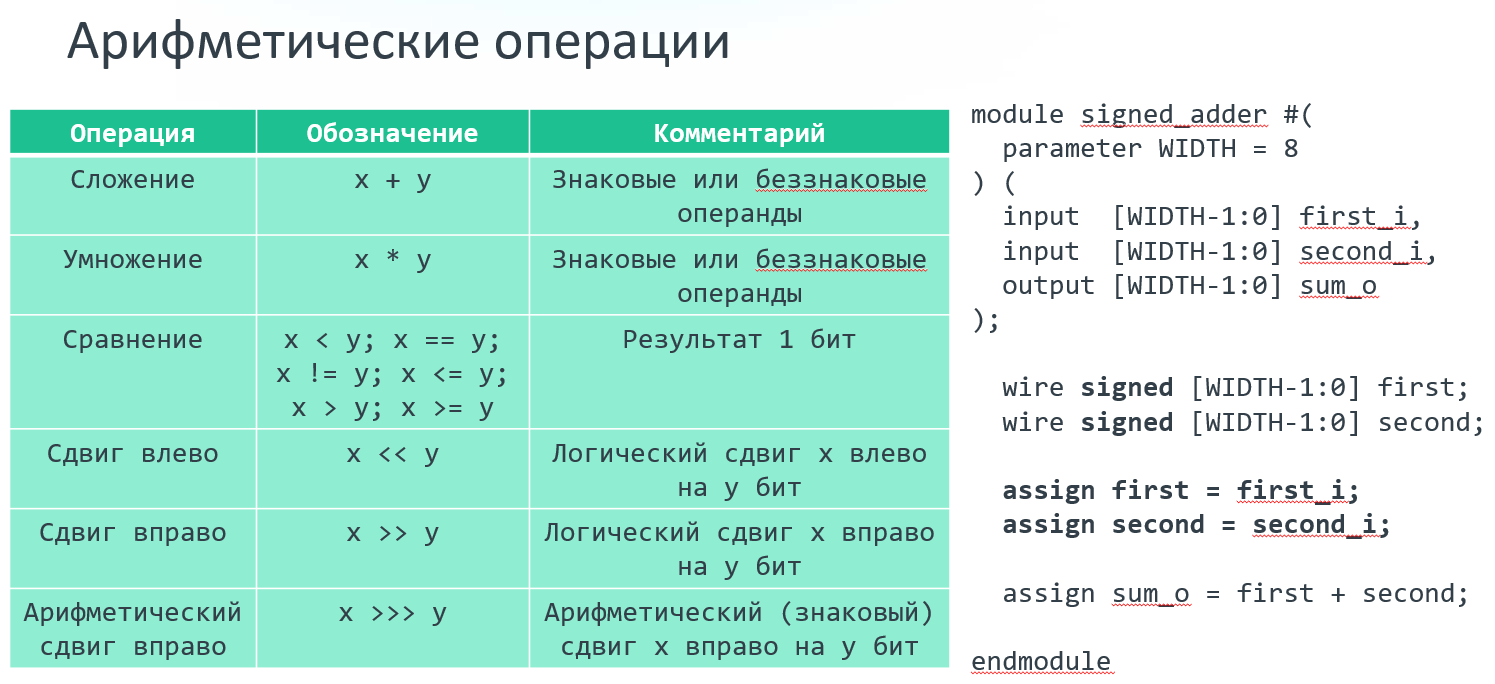 Арифметические операции
Операция Обозначение Комментарий
Сложение x + y Знаковые или беззнаковые
операнды
Умножение x * y Знаковые или беззнаковые
операнды
Сравнение x < y; x == y; Результат 1 бит
x != y; x <= y;
x > y; x >= y
Сдвиг влево x << y Логический сдвиг x влево
на y бит
Сдвиг вправо x >> y Логический сдвиг x вправо
на y бит
Арифметический x >>> y Арифметический (знаковый)
сдвиг вправо сдвиг x вправо на y бит
module signed_adder #(
  parameter WIDTH = 8
) (
  input  [WIDTH-1:0] first_i,
  input  [WIDTH-1:0] second_i,
  output [WIDTH-1:0] sum_o
);
  wire signed [WIDTH-1:0] first;
  wire signed [WIDTH-1:0] second;
  assign first = first_i;
  assign second = second_i;
  assign sum_o = first + second;
endmodule